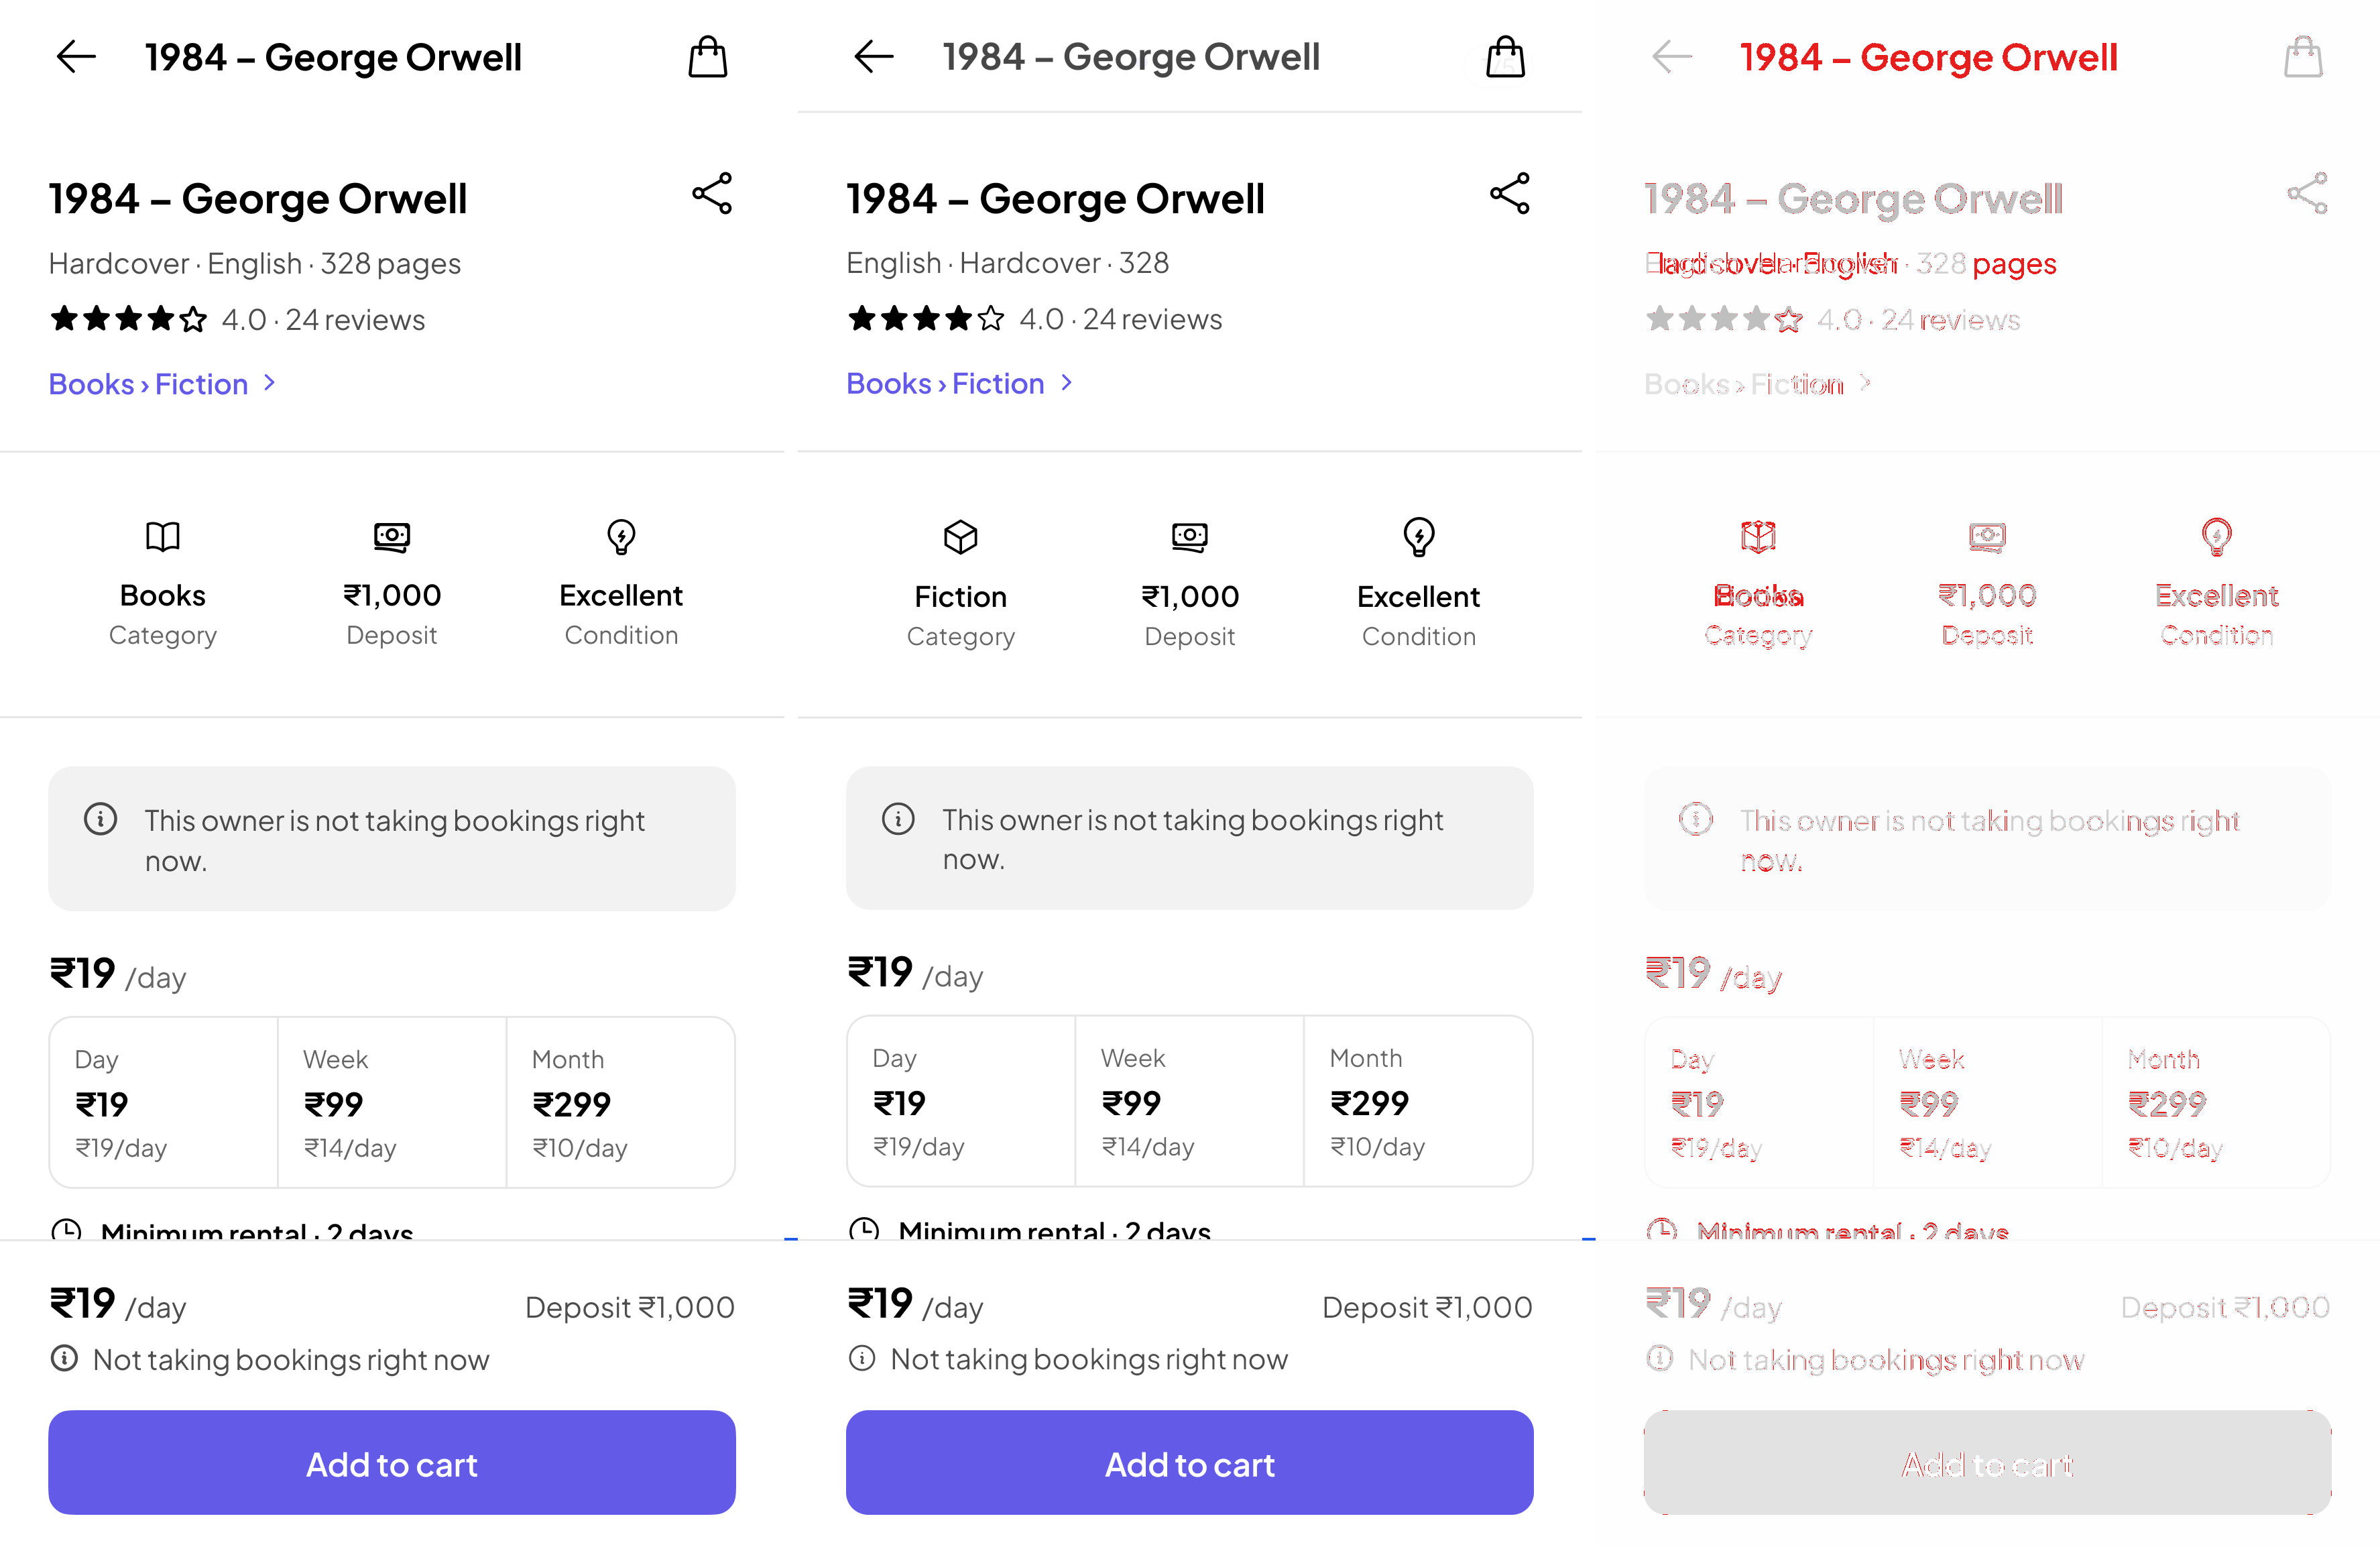 1984 – George Orwell
1984 – George Orwell
Hardcover · English · 328 pages
4.0 · 24 reviews
Books › Fiction
Books
Category
₹1,000
Deposit
Excellent
Condition
This owner is not taking bookings right
now.
₹19 /day
Day
₹19
₹19/day
Week
₹99
₹14/day
Month
₹299
₹10/day
Minimum rental · 2 days
₹19 /day
Deposit ₹1,000
Not taking bookings right now
Add to cart
1984 – George Orwell
1984 – George Orwell
English · Hardcover · 328
4.0 · 24 reviews
Books › Fiction
Fiction
Category
₹1,000
Deposit
Excellent
Condition
This owner is not taking bookings right
now.
₹19 /day
Day
₹19
₹19/day
Week
₹99
₹14/day
Month
₹299
₹10/day
Minimum rental · 2 days
₹19 /day
Deposit ₹1,000
Not taking bookings right now
Add to cart
1984 – George Orwell
1984 – George Orwell
· 328 pages
4.0 · 24 reviews
Books › Fiction
Category
₹1,000
Deposit
Excellent
Condition
This owner is not taking bookings right
now.
₹19 /day
Day
₹19
₹19/day
Week
₹99
₹14/day
Month
₹299
₹10/day
Minimum rental · 2 days
₹19 /day
Deposit ₹1,000
Not taking bookings right now
Add to cart